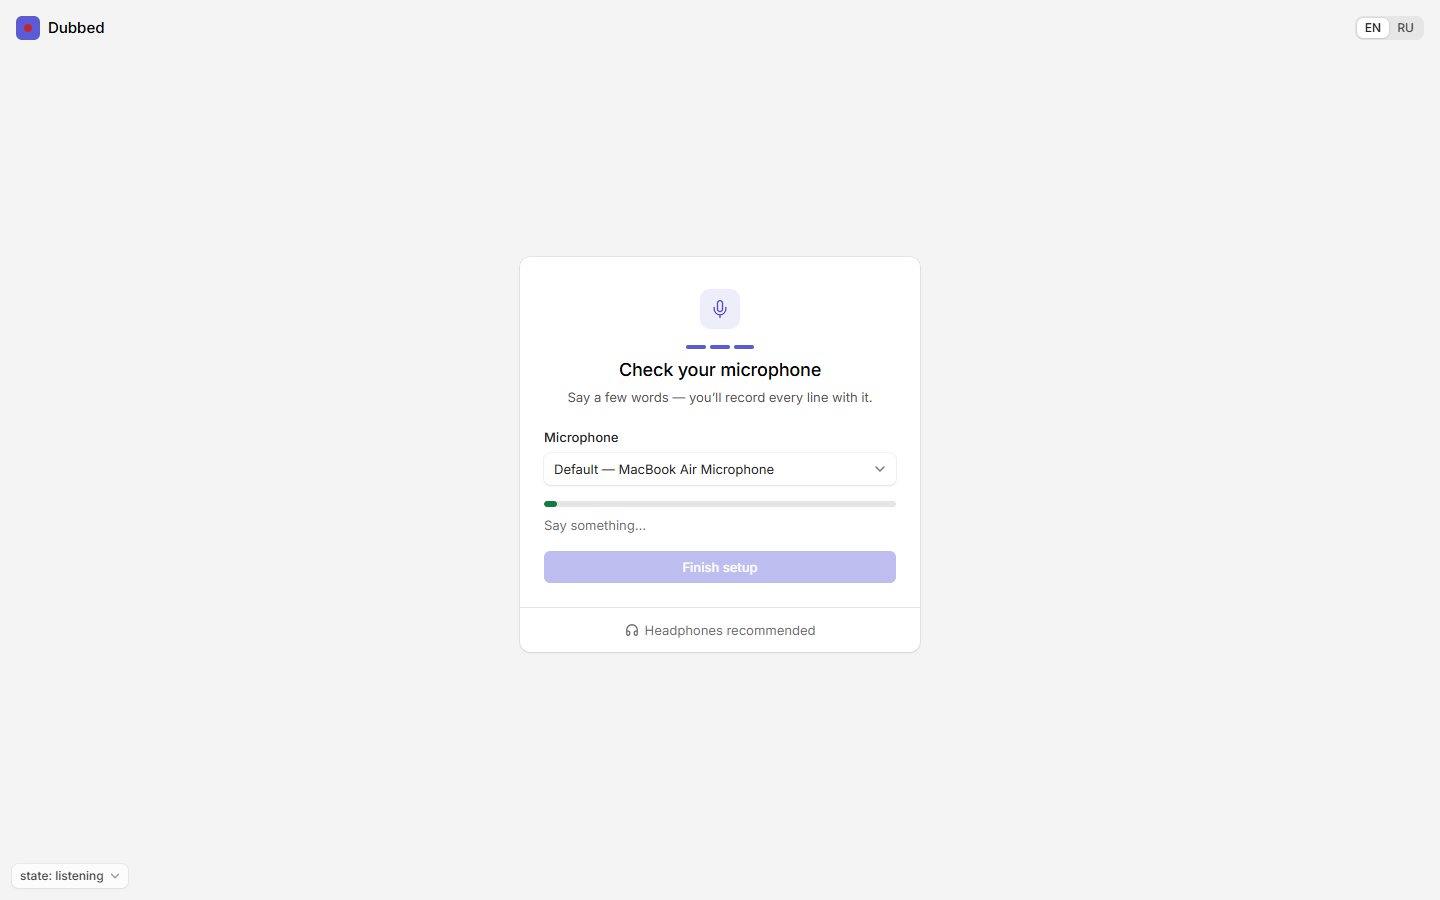 Dubbed
EN RU
Check your microphone
Say a few words — you’ll record every line with it.
Microphone
Default — MacBook Air Microphone
Say something…
Finish setup
Headphones recommended
state: listening